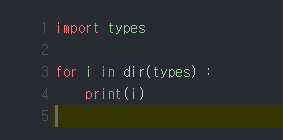 1 import types
2
3 for i in dir(types) :
4     print(i)
5